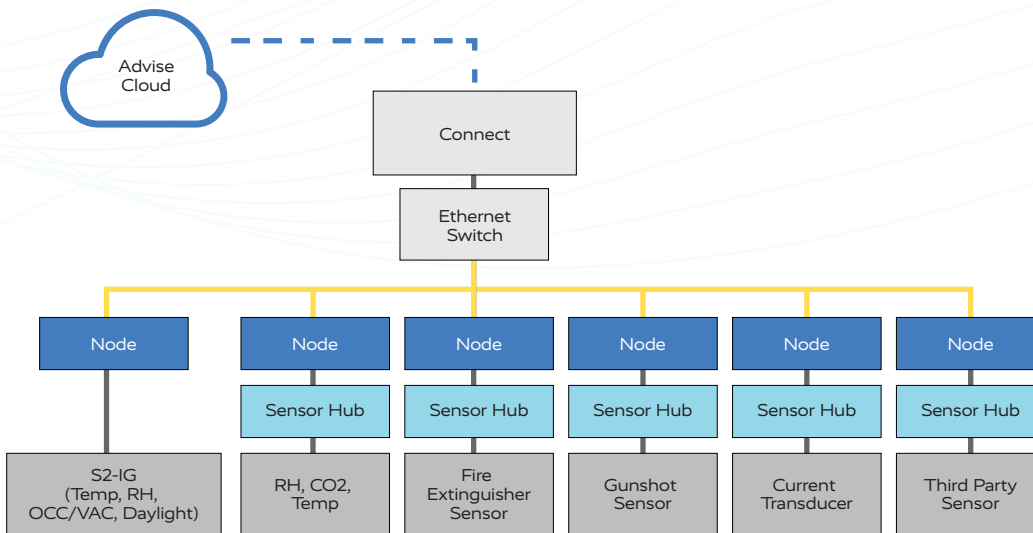 Advise
Cloud
Connect
Ethernet
Switch
Node
Node
Node
Node
Node
Node
Sensor Hub
Sensor Hub
Sensor Hub
Sensor Hub
Sensor Hub
S2-IG
(Temp, RH,
OCC/VAC, Daylight)
RH, CO2,
Temp
Fire
Extinguisher
Sensor
Gunshot
Sensor
Current
Transducer
Third Party
Sensor